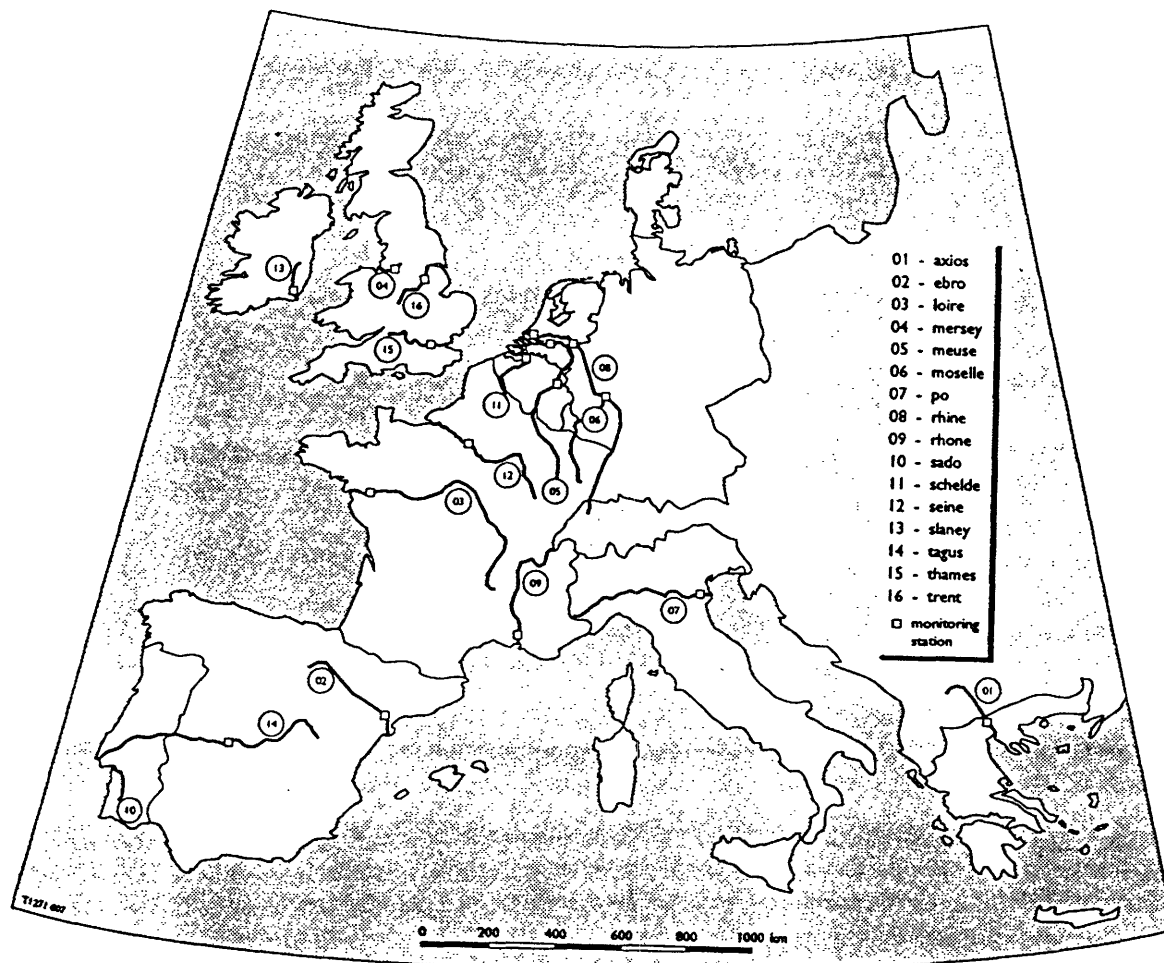 01 - axios
02 - ebro
03 - loire
04 - mersey
05 - meuse
06 - moselle
07 - po
08 - rhine
09 - rhone
10 - sado
11 - schelde
12 - seine
13 - slaney
14 - tagus
15 - thames
16 - trent
monitoring
station
13
04
16
15
08
11
06
12
05
03
09
07
02
01
14
10
T1271 607
0 200 400 600 800 1000 km